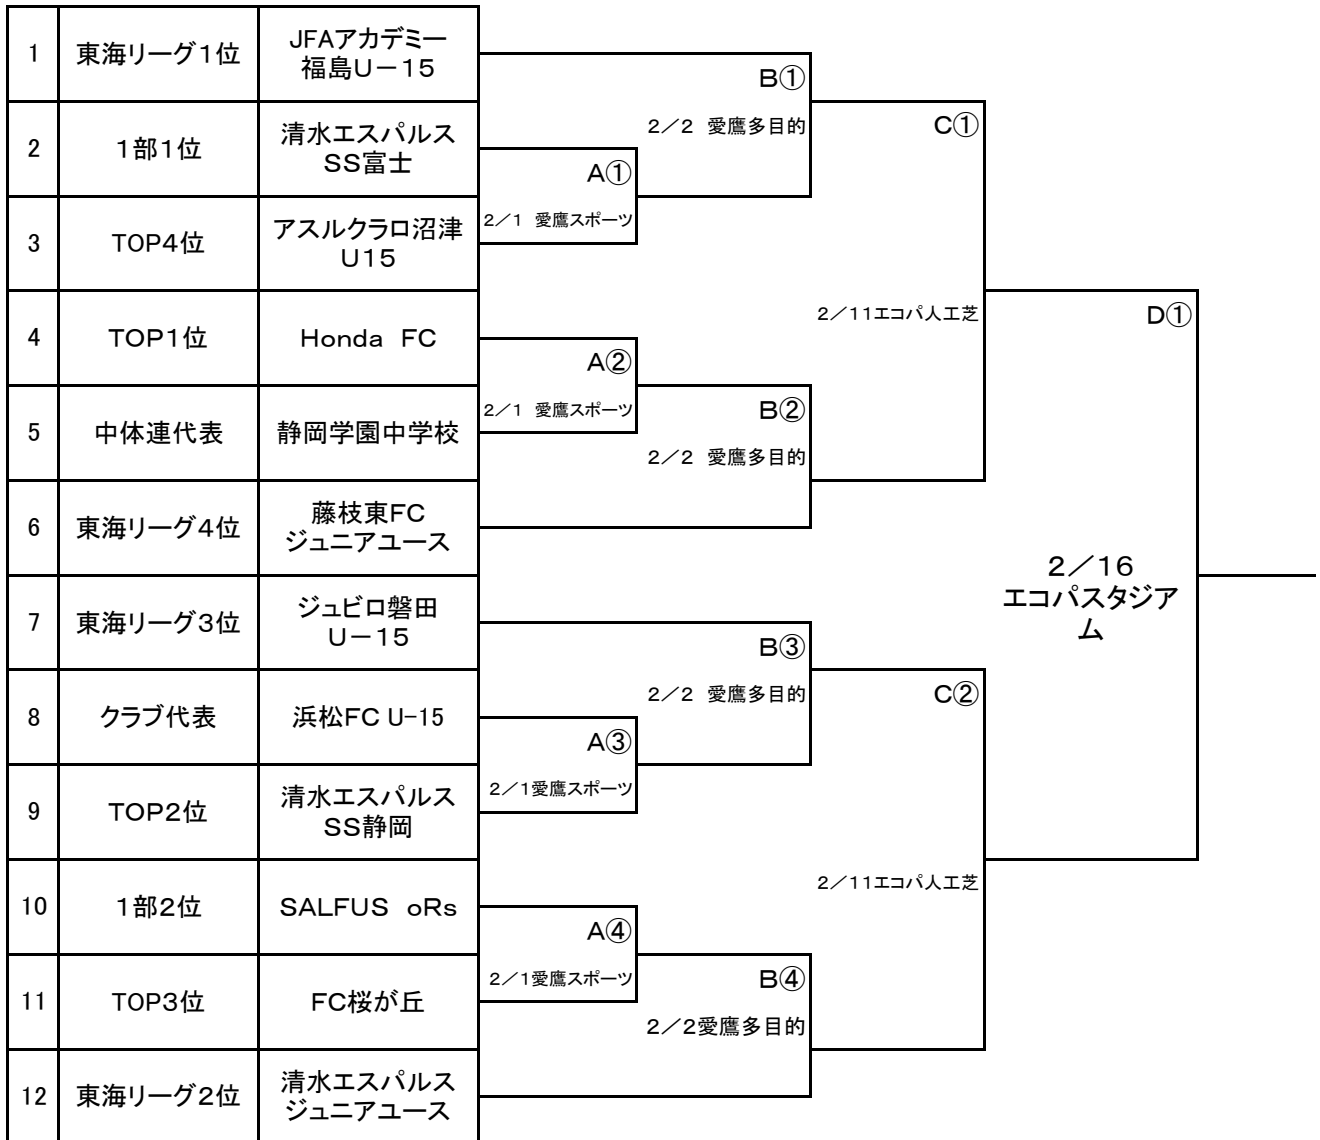 1
東海リーグ1位
JFAアカデミー
福島U－15
B①
2／2 愛鷹多目的
C①
2
1部1位
清水エスパルス
SS富士
A①
2／1 愛鷹スポーツ
3
TOP4位
アスルクラロ沼津
U15
2／11エコパ人工芝
D①
4
TOP1位
Honda FC
A②
2／1 愛鷹スポーツ
B②
2／2 愛鷹多目的
5
中体連代表
静岡学園中学校
6
東海リーグ4位
藤枝東FC
ジュニアユース
2／16
エコパスタジア
ム
7
東海リーグ3位
ジュビロ磐田
U－15
B③
2／2 愛鷹多目的
C②
8
クラブ代表
浜松FC U-15
A③
2／1愛鷹スポーツ
9
TOP2位
清水エスパルス
SS静岡
2／11エコパ人工芝
10
1部2位
SALFUS oRs
A④
2／1愛鷹スポーツ
B④
2／2愛鷹多目的
11
TOP3位
FC桜が丘
12
東海リーグ2位
清水エスパルス
ジュニアユース